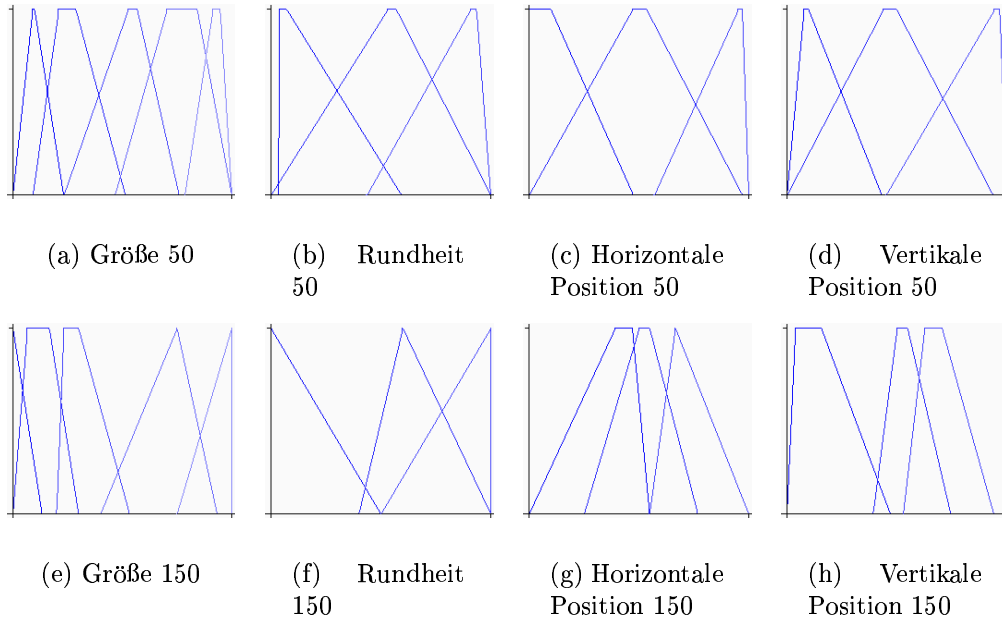 (a) Größe 50
(b) Rundheit
50
(c) Horizontale
Position 50
(d) Vertikale
Position 50
(e) Größe 150
(f) Rundheit
150
(g) Horizontale
Position 150
(h) Vertikale
Position 150